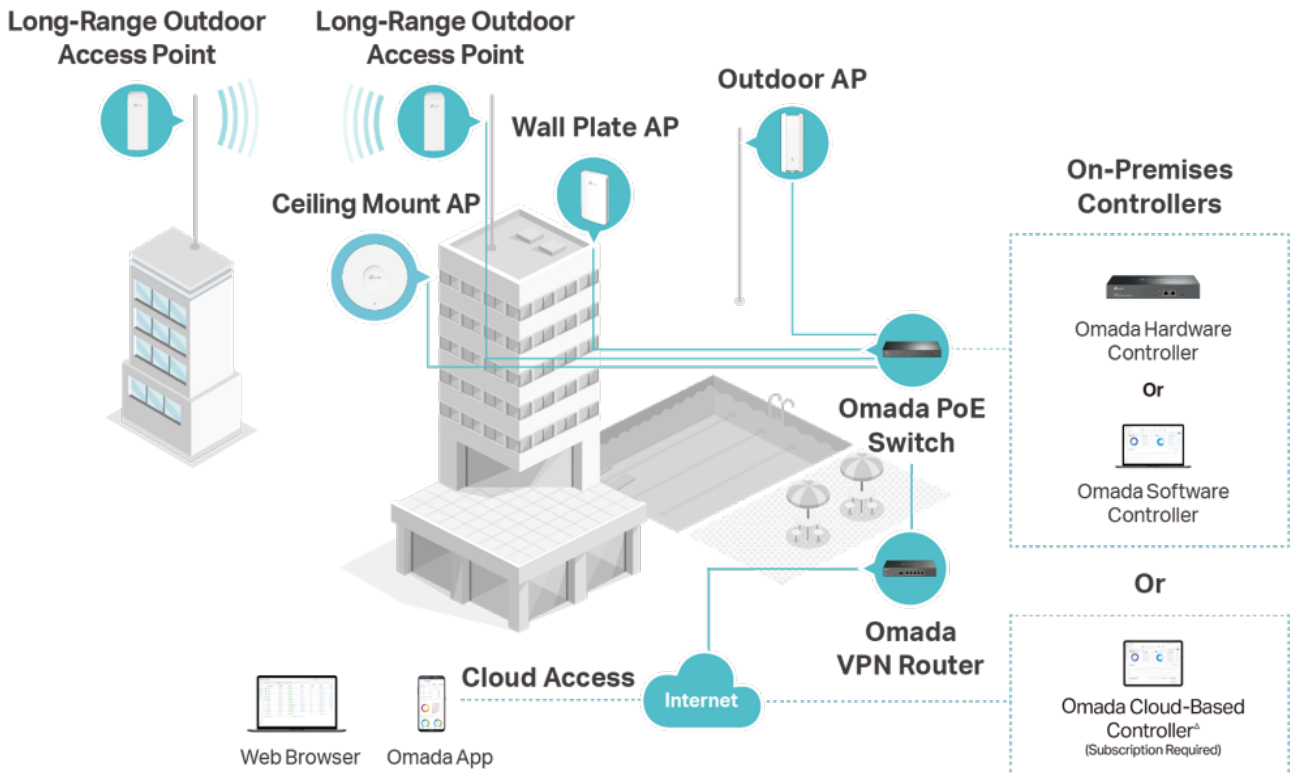 Long-Range Outdoor
Access Point
Long-Range Outdoor
Access Point
Outdoor AP
Wall Plate AP
Ceiling Mount AP
On-Premises
Controllers
Omada Hardware
Controller
Or
Omada Software
Controller
Omada PoE
Switch
Or
Omada
VPN Router
Cloud Access
Internet
Omada Cloud-Based
Controller△
(Subscription Required)
Web Browser
Omada App